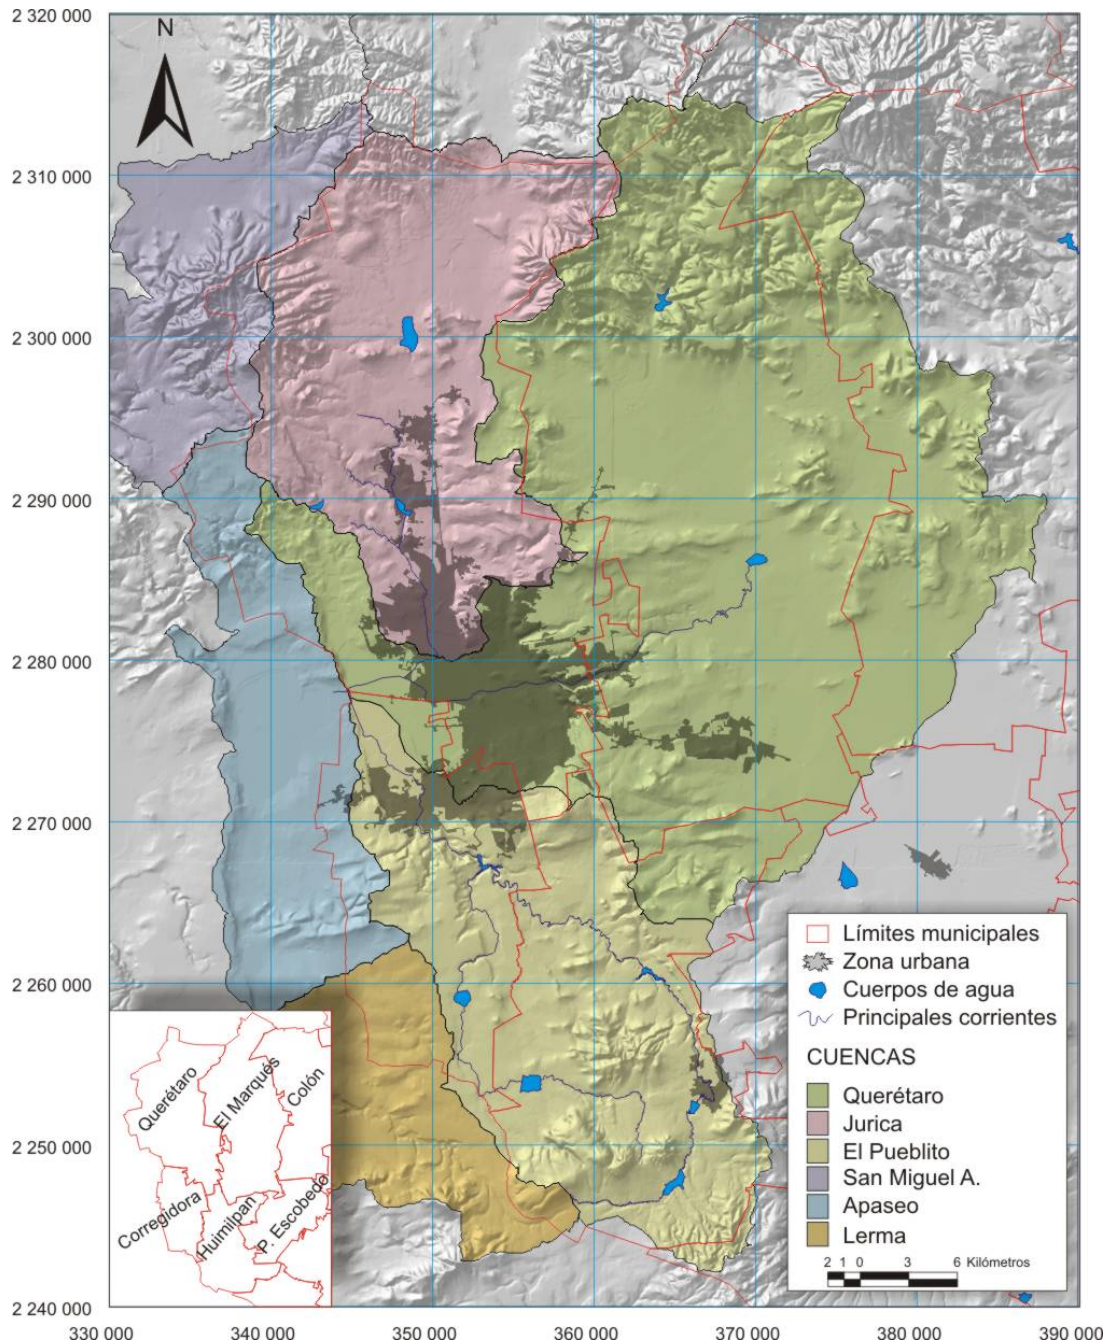 2 320 000
N
2 310 000
2 300 000
2 290 000
2 280 000
2 270 000
2 260 000
2 250 000
2 240 000
Límites municipales
Zona urbana
Cuerpos de agua
Principales corrientes
CUENCAS
Querétaro
Jurica
El Pueblito
San Miguel A.
Apaseo
Lerma
2 1 0 3 6 Kilómetros
Querétaro
El Marqués
Colón
Corregidora
Huimilpan
P. Escobedo
330 000 340 000 350 000 360 000 370 000 380 000 390 000